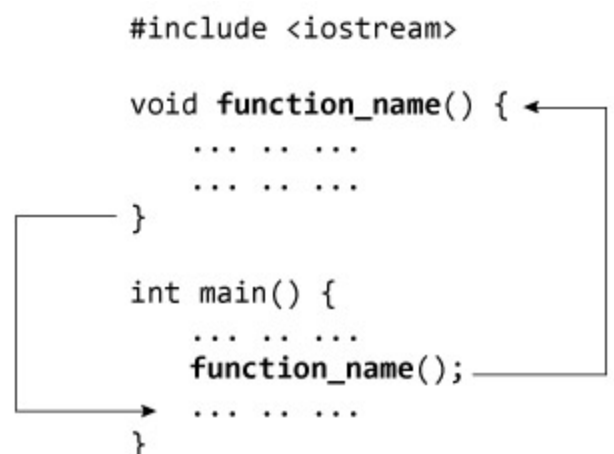 #include <iostream>
void function_name() {
... .. ...
... .. ...
}
int main() {
... .. ...
function_name();
... .. ...
}